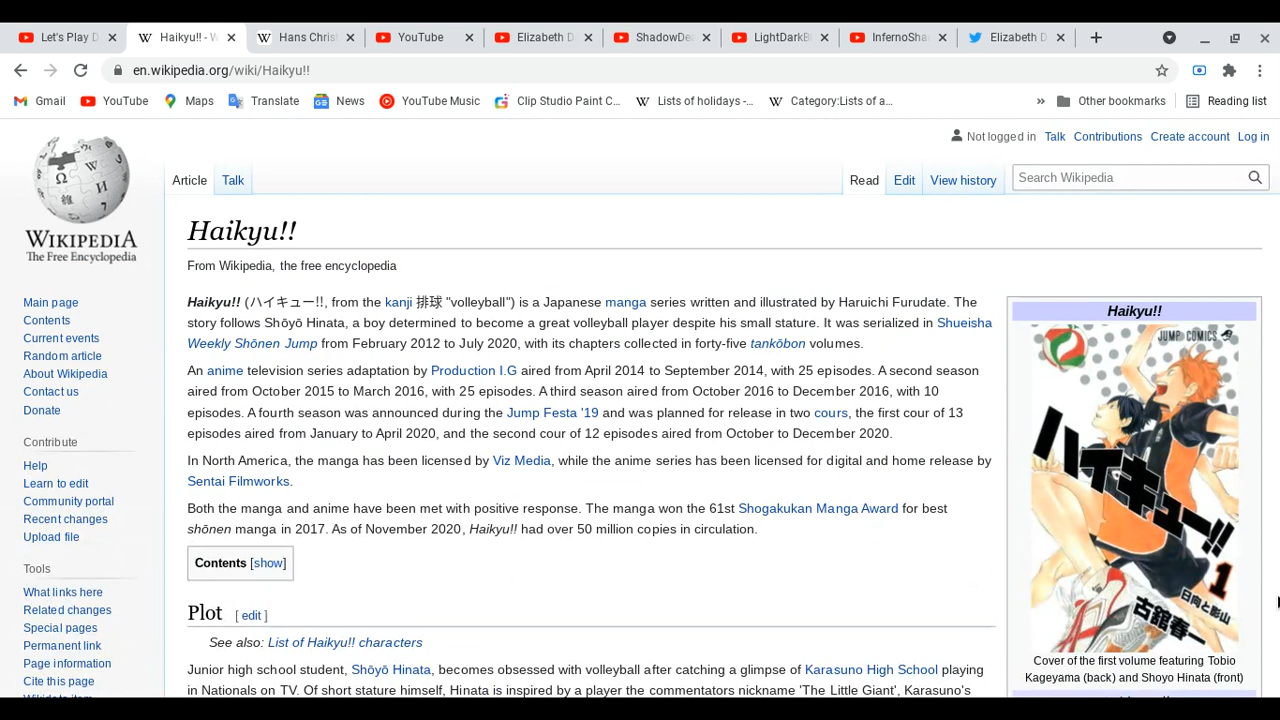 Let's Play D
Haikyu!! - W
Hans Christ
YouTube
Elizabeth D
ShadowDea
LightDarkB
InfernoSha
Elizabeth D
en.wikipedia.org/wiki/Haikyu!!
Gmail
YouTube
Maps
Translate
News
YouTube Music
Clip Studio Paint C...
Lists of holidays -...
Category:Lists of a...
»
Other bookmarks
Reading list
Not logged in
Talk
Contributions
Create account
Log in
Article
Talk
Read
Edit
View history
Search Wikipedia
WIKIPEDIA
The Free Encyclopedia
Main page
Contents
Current events
Random article
About Wikipedia
Contact us
Donate
Contribute
Help
Learn to edit
Community portal
Recent changes
Upload file
Tools
What links here
Related changes
Special pages
Permanent link
Page information
Cite this page
Wikidata item
Haikyu!!
From Wikipedia, the free encyclopedia
Haikyu!! (ハイキュー!!, from the kanji 排球 "volleyball") is a Japanese manga series written and illustrated by Haruichi Furudate. The
story follows Shōyō Hinata, a boy determined to become a great volleyball player despite his small stature. It was serialized in Shueisha
Weekly Shōnen Jump from February 2012 to July 2020, with its chapters collected in forty-five tankōbon volumes.
An anime television series adaptation by Production I.G aired from April 2014 to September 2014, with 25 episodes. A second season
aired from October 2015 to March 2016, with 25 episodes. A third season aired from October 2016 to December 2016, with 10
episodes. A fourth season was announced during the Jump Festa '19 and was planned for release in two cours, the first cour of 13
episodes aired from January to April 2020, and the second cour of 12 episodes aired from October to December 2020.
In North America, the manga has been licensed by Viz Media, while the anime series has been licensed for digital and home release by
Sentai Filmworks.
Both the manga and anime have been met with positive response. The manga won the 61st Shogakukan Manga Award for best
shōnen manga in 2017. As of November 2020, Haikyu!! had over 50 million copies in circulation.
Contents [show]
Plot [ edit ]
See also: List of Haikyu!! characters
Junior high school student, Shōyō Hinata, becomes obsessed with volleyball after catching a glimpse of Karasuno High School playing
in Nationals on TV. Of short stature himself, Hinata is inspired by a player the commentators nickname 'The Little Giant', Karasuno's
Haikyu!!
JUMP COMICS
ハイキュー!!
1
日向と影山
古舘春一
Cover of the first volume featuring Tobio
Kageyama (back) and Shoyo Hinata (front)